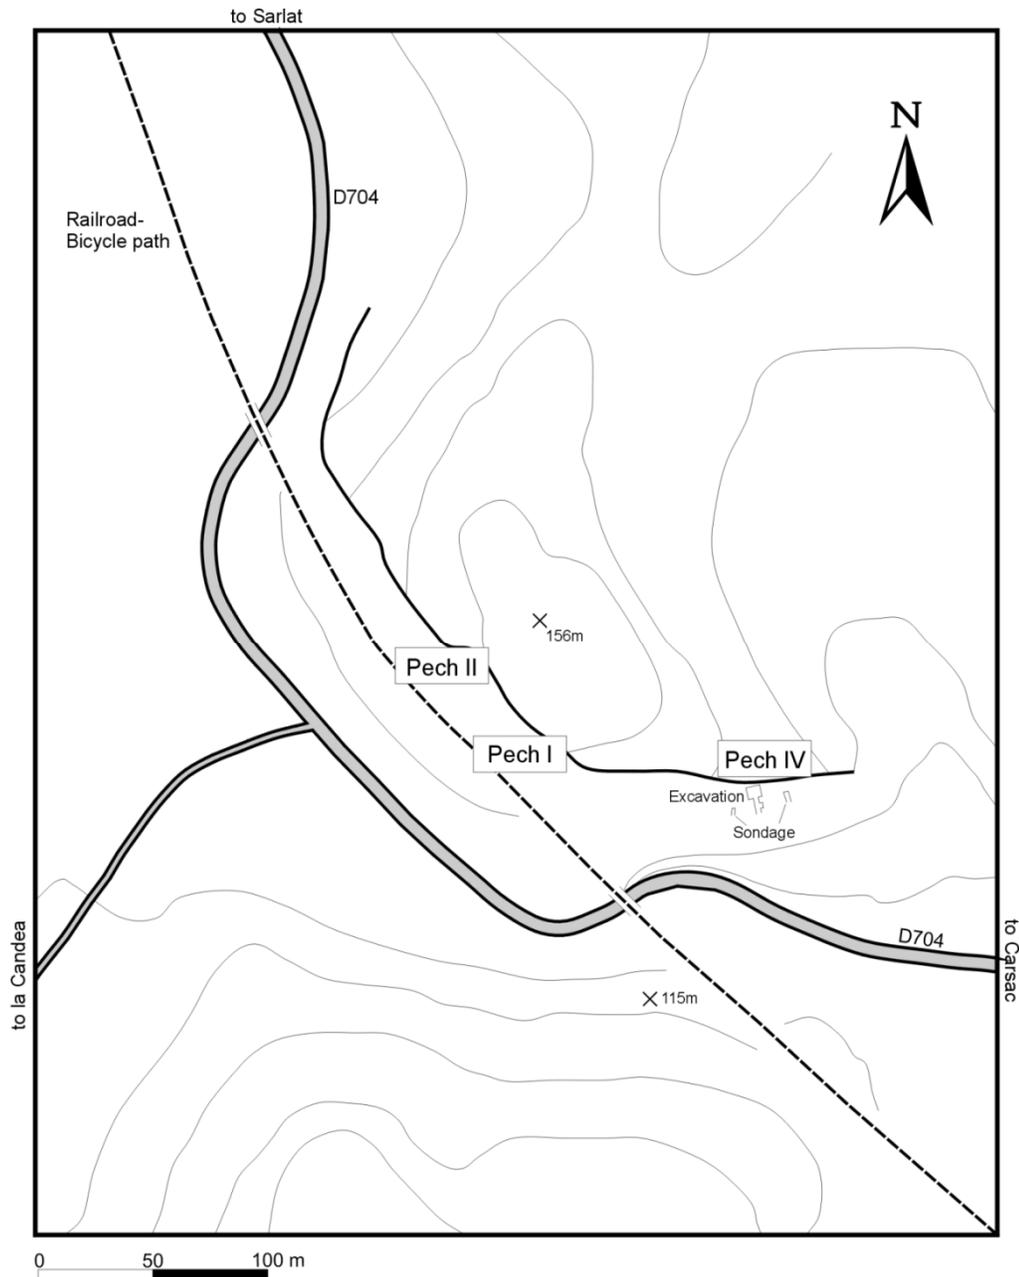 to Sarlat
N
D704
Railroad-
Bicycle path
156m
Pech II
Pech I
Pech IV
Excavation
Sondage
D704
to la Candea
to Carsac
115m
0 50 100 m